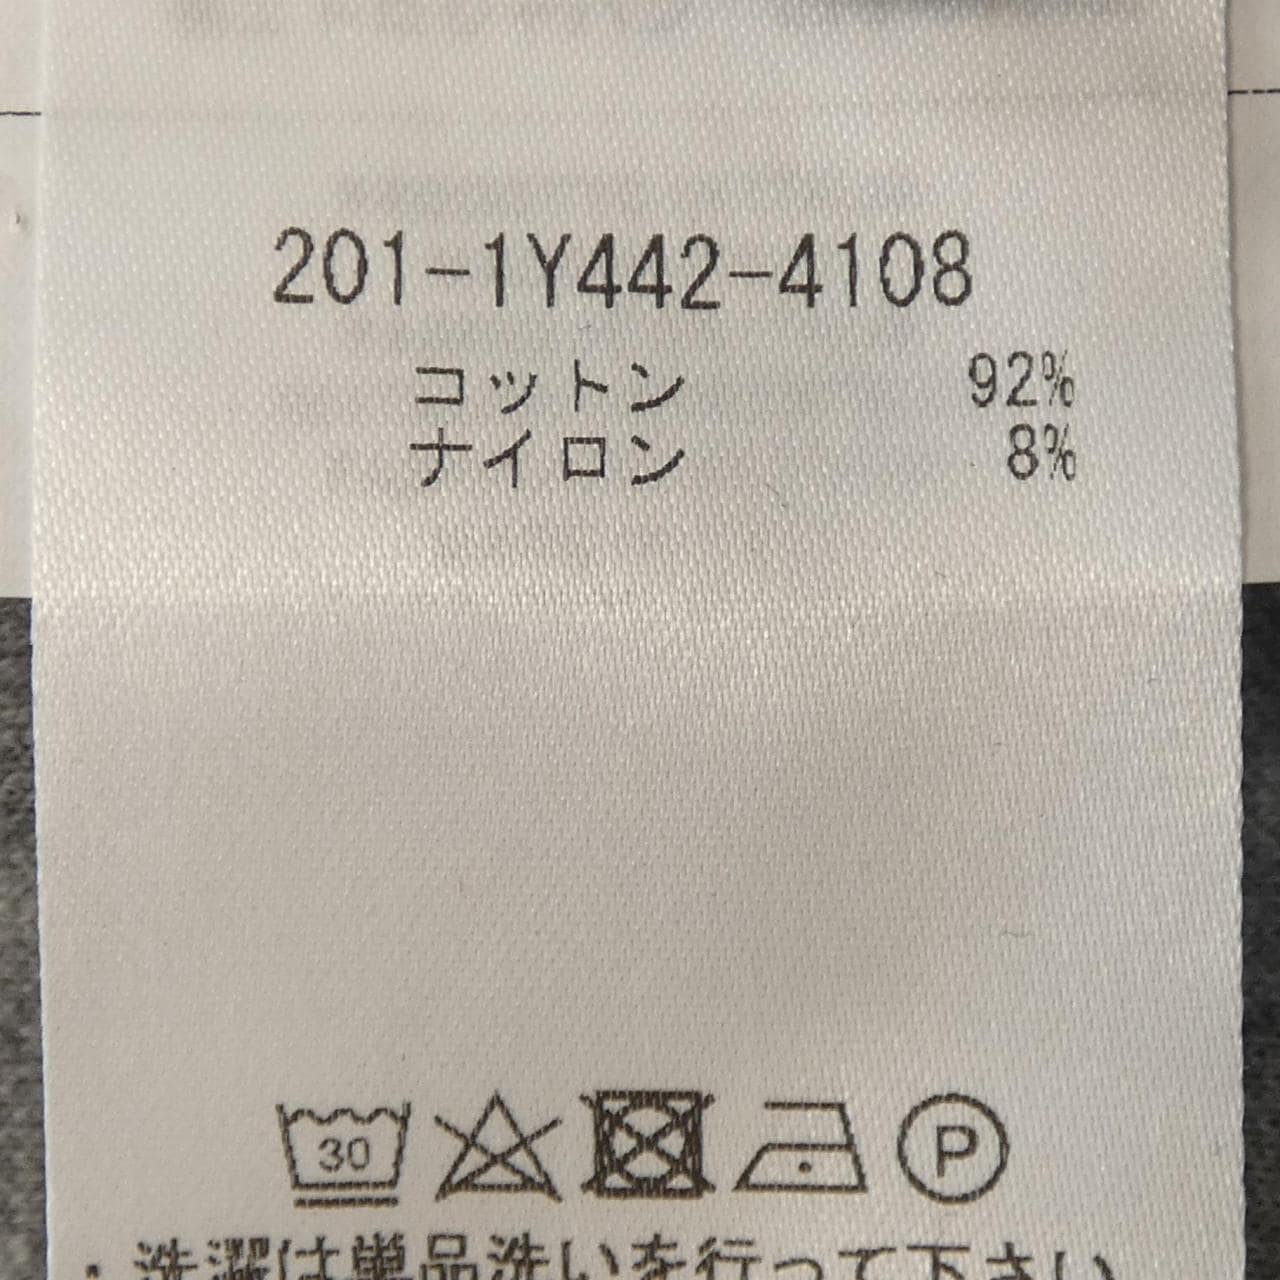 201-1Y442-4108
コットン 92%
ナイロン 8%
30 P
・洗濯は単品洗いを行って下さい